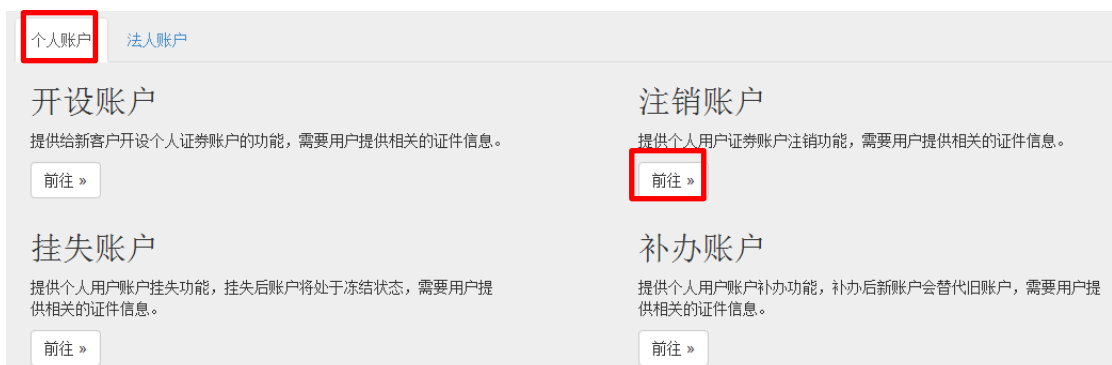 个人账户
法人账户
开设账户
提供给新客户开设个人证券账户的功能，需要用户提供相关的证件信息。
前往 »
注销账户
提供个人用户证券账户注销功能，需要用户提供相关的证件信息。
前往 »
挂失账户
提供个人用户账户挂失功能，挂失后账户将处于冻结状态，需要用户提
供相关的证件信息。
前往 »
补办账户
提供个人用户账户补办功能，补办后新账户会替代旧账户，需要用户提
供相关的证件信息。
前往 »